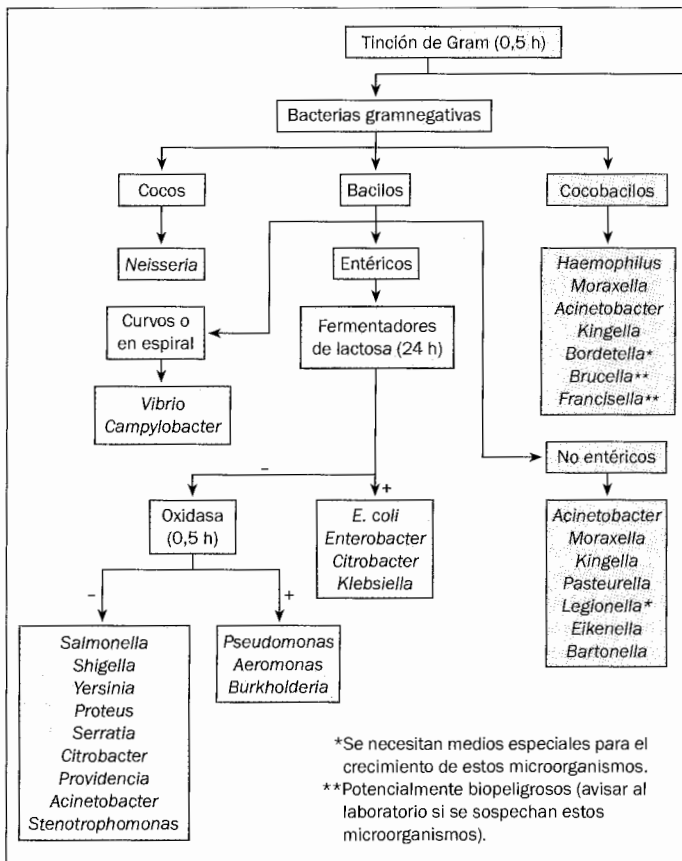 Tinción de Gram (0,5 h)
Bacterias gramnegativas
Cocos
Bacilos
Cocobacilos
Neisseria
Entéricos
Haemophilus
Moraxella
Acinetobacter
Kingella
Bordetella*
Brucella**
Francisella**
Curvos o
en espiral
Fermentadores
de lactosa (24 h)
Vibrio
Campylobacter
No entéricos
–
+
Oxidasa
(0,5 h)
E. coli
Enterobacter
Citrobacter
Klebsiella
Acinetobacter
Moraxella
Kingella
Pasteurella
Legionella*
Eikenella
Bartonella
–
+
Salmonella
Shigella
Yersinia
Proteus
Serratia
Citrobacter
Providencia
Acinetobacter
Stenotrophomonas
Pseudomonas
Aeromonas
Burkholderia
*Se necesitan medios especiales para el
crecimiento de estos microorganismos.
**Potencialmente biopeligrosos (avisar al
laboratorio si se sospechan estos
microorganismos).